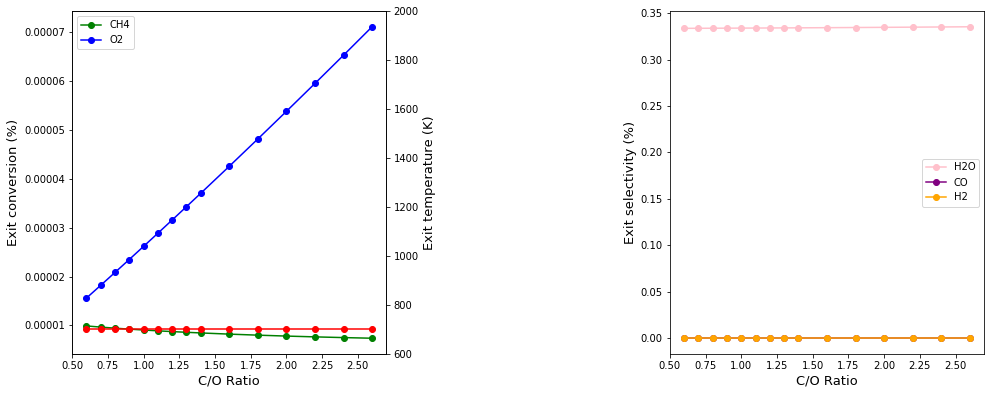 CH4
O2
0.00007
0.00006
0.00005
0.00004
0.00003
0.00002
0.00001
Exit conversion (%)
0.50 0.75 1.00 1.25 1.50 1.75 2.00 2.25 2.50
C/O Ratio
2000
1800
1600
1400
1200
1000
800
600
Exit temperature (K)
0.35
0.30
0.25
0.20
0.15
0.10
0.05
0.00
Exit selectivity (%)
H2O
CO
H2
0.50 0.75 1.00 1.25 1.50 1.75 2.00 2.25 2.50
C/O Ratio